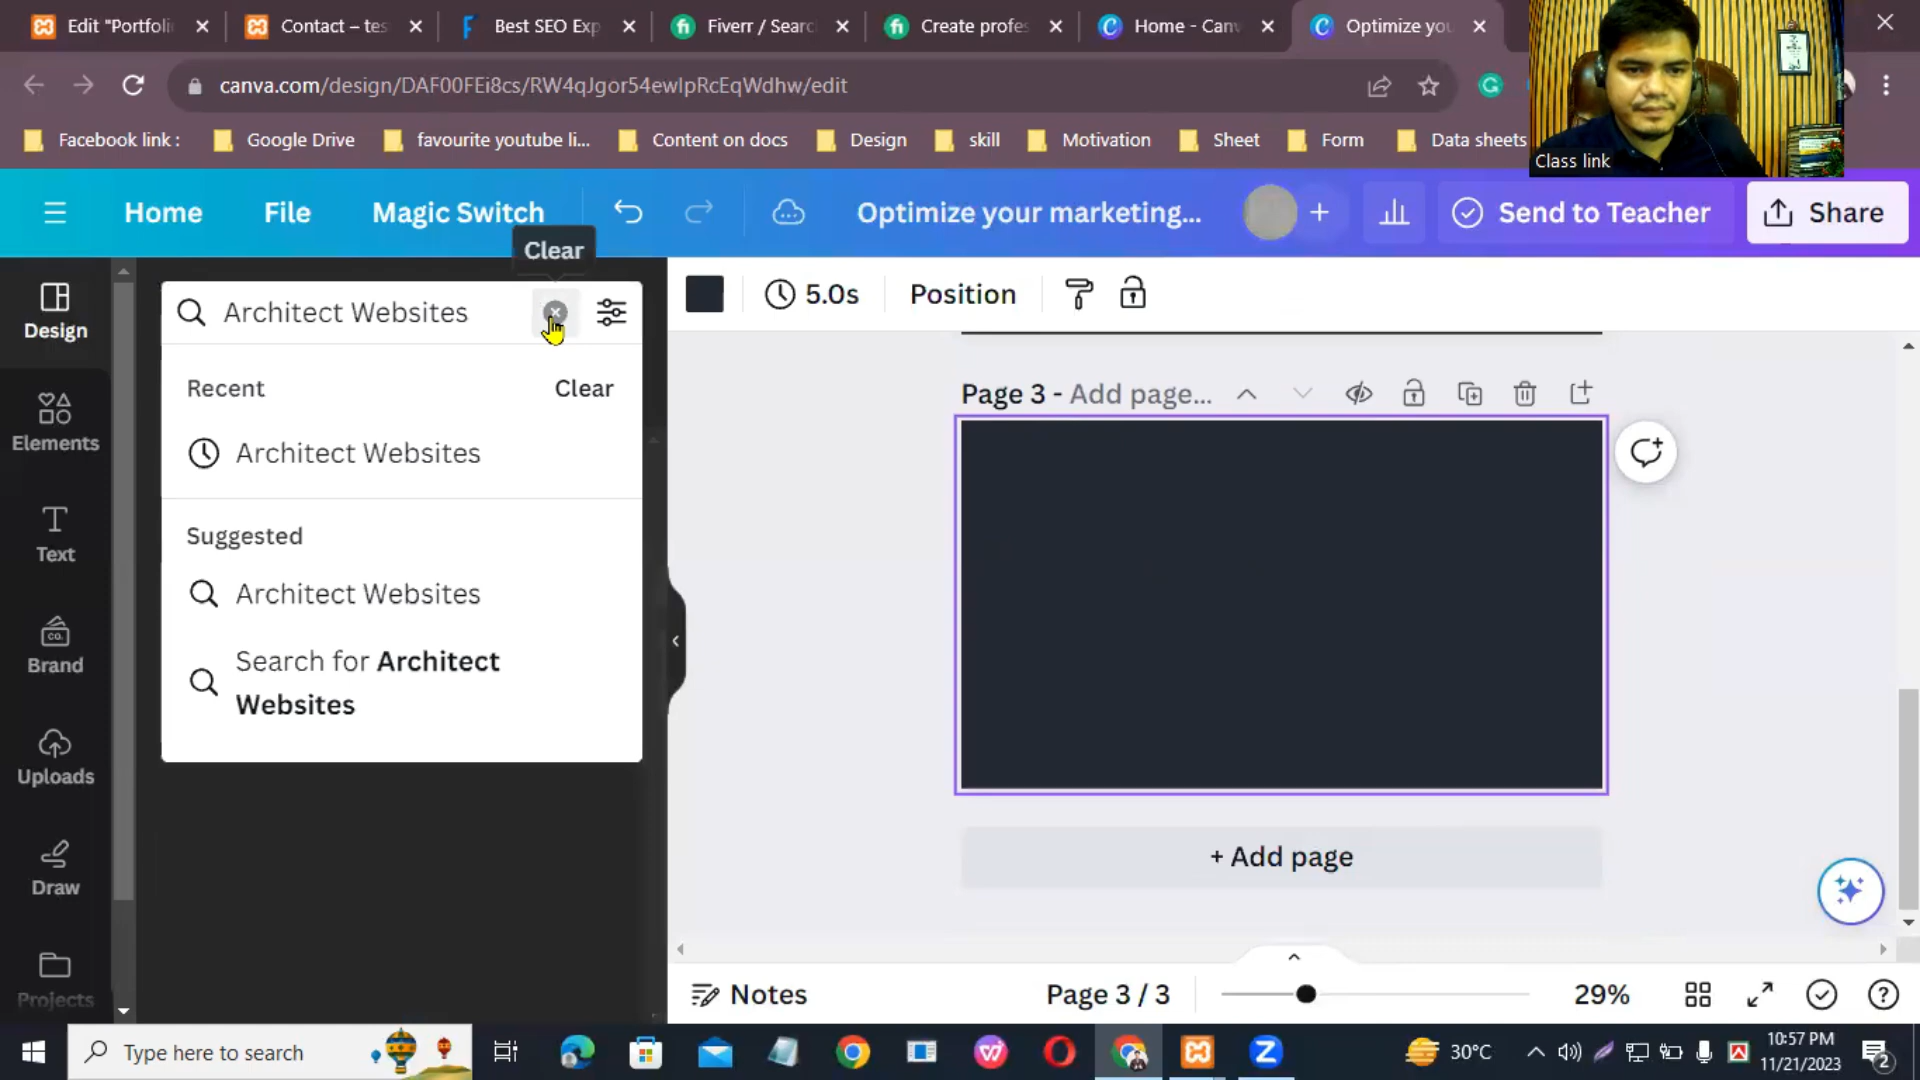 Edit "Portfoli
Contact – tes
Best SEO Exp
Fiverr / Searc
Create profes
Home - Canv
Optimize you
canva.com/design/DAF00FEi8cs/RW4qJgor54ewIpRcEqWdhw/edit
Facebook link :
Google Drive
favourite youtube li...
Content on docs
Design
skill
Motivation
Sheet
Form
Data sheets
Class link
Home
File
Magic Switch
Optimize your marketing...
Send to Teacher
Share
Clear
Design
Elements
Text
Brand
Uploads
Draw
Projects
Architect Websites
Recent
Clear
Architect Websites
Suggested
Architect Websites
Search for Architect
Websites
5.0s
Position
Page 3 - Add page...
+ Add page
Notes
Page 3 / 3
29%
Type here to search
30°C
10:57 PM
11/21/2023
2